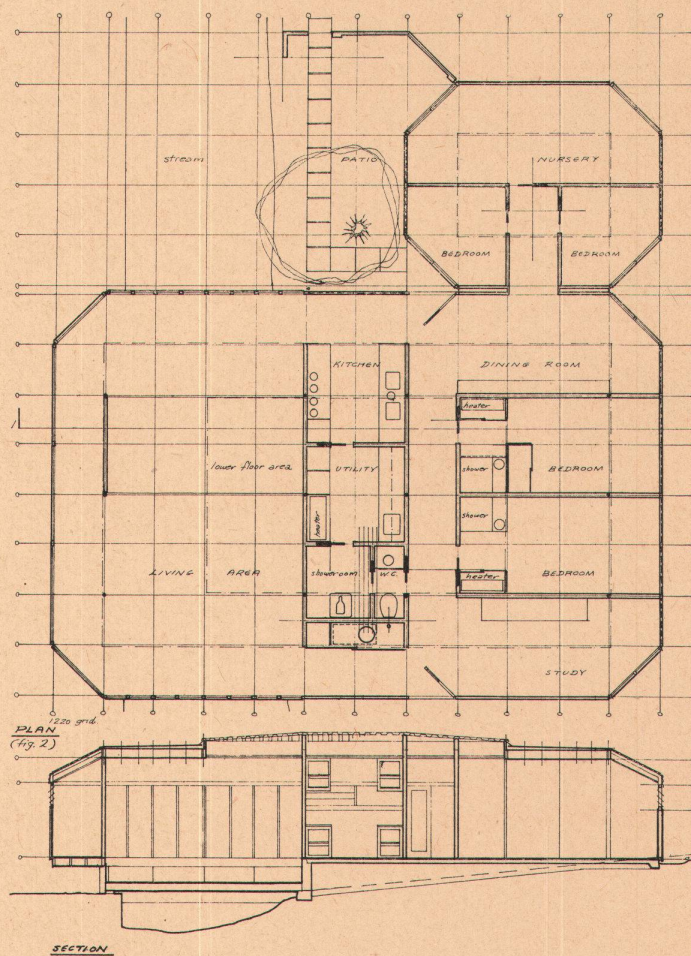 stream
PATIO
NURSERY
BEDROOM
BEDROOM
KITCHEN
DINING ROOM
heater
lower floor area
UTILITY
shower
BEDROOM
heater
shower
LIVING AREA
showeroom
W.C.
heater
BEDROOM
STUDY
1220 grid
PLAN
(fig. 2)
SECTION